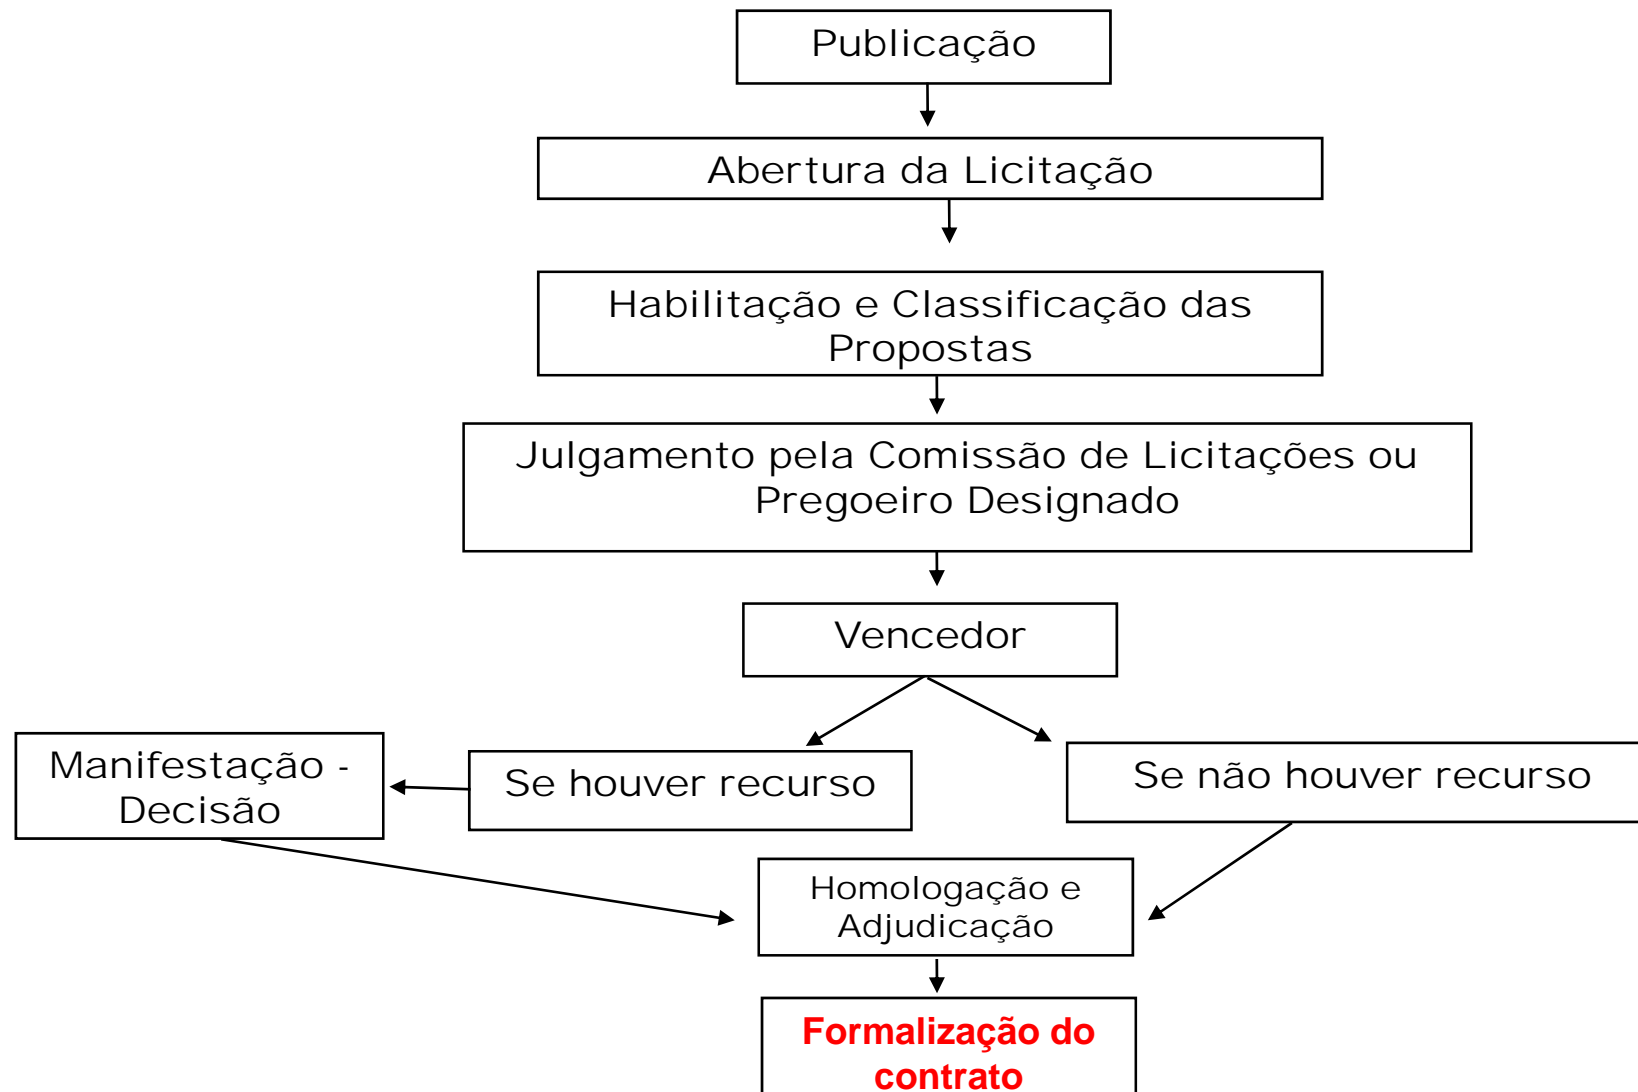 Publicação
Abertura da Licitação
Habilitação e Classificação das
Propostas
Julgamento pela Comissão de Licitações ou
Pregoeiro Designado
Vencedor
Manifestação -
Decisão
Se houver recurso
Se não houver recurso
Homologação e
Adjudicação
Formalização do
contrato